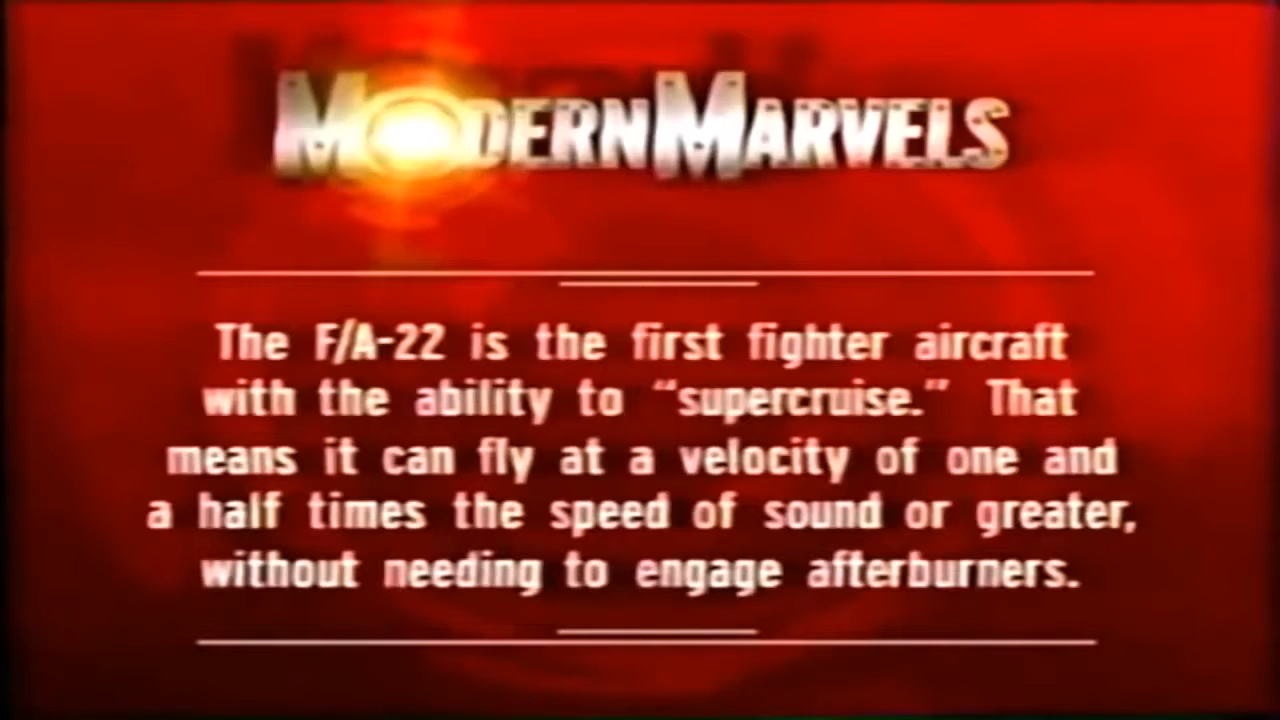 MODERNMARVELS
The F/A-22 is the first fighter aircraft
with the ability to “supercruise.” That
means it can fly at a velocity of one and
a half times the speed of sound or greater,
without needing to engage afterburners.